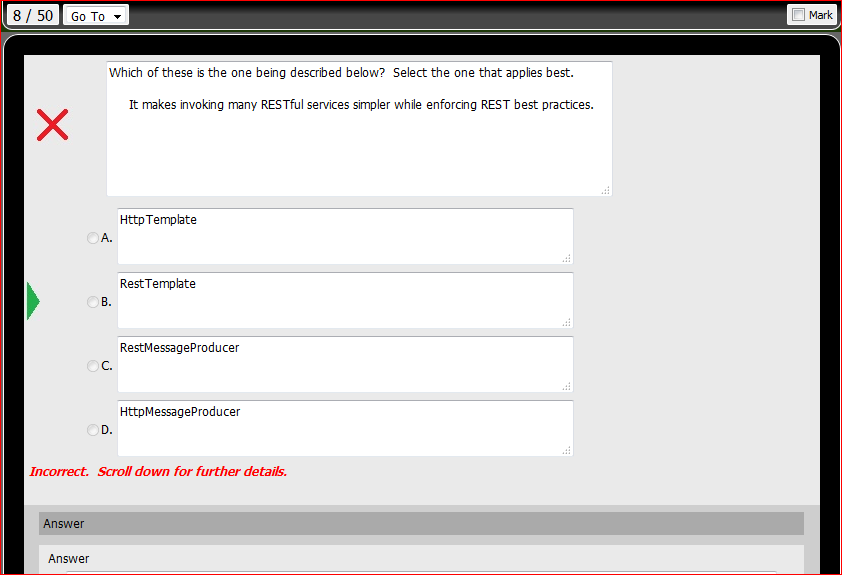 8 / 50 Go To Mark
Which of these is the one being described below?  Select the one that applies best.
It makes invoking many RESTful services simpler while enforcing REST best practices.
A. HttpTemplate
B. RestTemplate
C. RestMessageProducer
D. HttpMessageProducer
Incorrect.  Scroll down for further details.
Answer
Answer